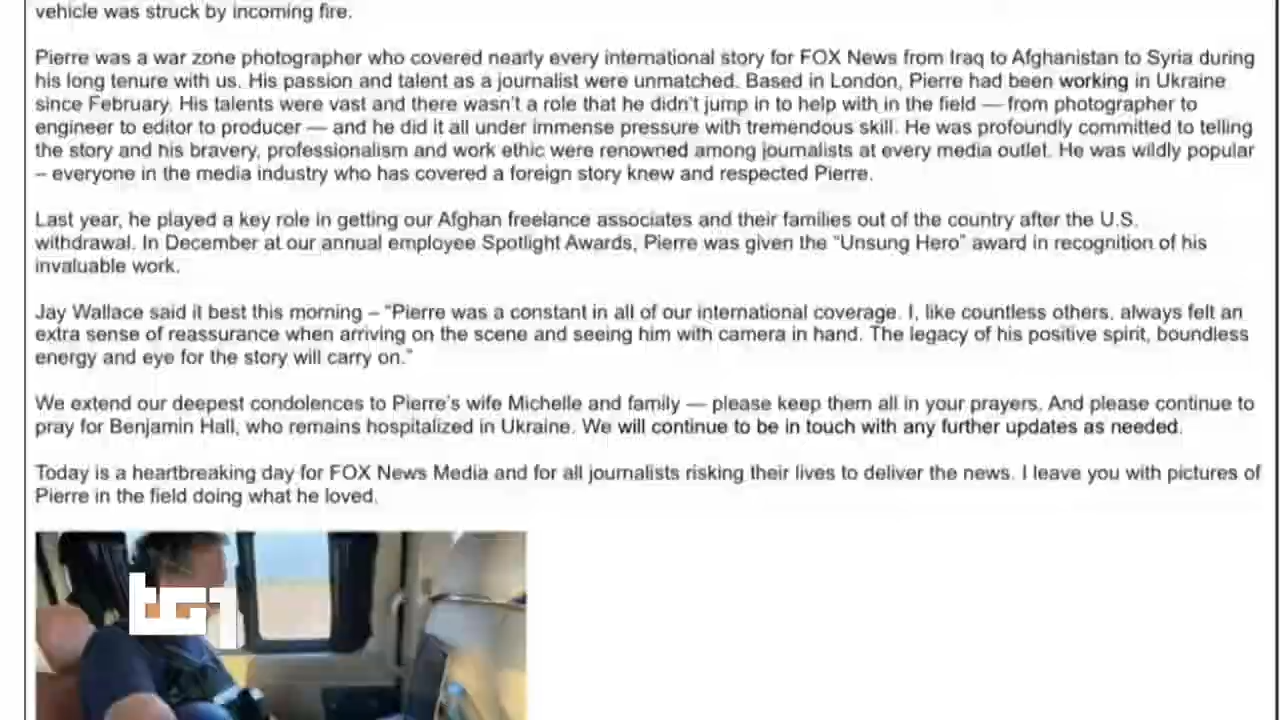 vehicle was struck by incoming fire.
Pierre was a war zone photographer who covered nearly every international story for FOX News from Iraq to Afghanistan to Syria during
his long tenure with us. His passion and talent as a journalist were unmatched. Based in London, Pierre had been working in Ukraine
since February. His talents were vast and there wasn't a role that he didn't jump in to help with in the field — from photographer to
engineer to editor to producer — and he did it all under immense pressure with tremendous skill. He was profoundly committed to telling
the story and his bravery, professionalism and work ethic were renowned among journalists at every media outlet. He was wildly popular
– everyone in the media industry who has covered a foreign story knew and respected Pierre.
Last year, he played a key role in getting our Afghan freelance associates and their families out of the country after the U.S.
withdrawal. In December at our annual employee Spotlight Awards, Pierre was given the "Unsung Hero" award in recognition of his
invaluable work.
Jay Wallace said it best this morning – "Pierre was a constant in all of our international coverage. I, like countless others, always felt an
extra sense of reassurance when arriving on the scene and seeing him with camera in hand. The legacy of his positive spirit, boundless
energy and eye for the story will carry on."
We extend our deepest condolences to Pierre's wife Michelle and family — please keep them all in your prayers. And please continue to
pray for Benjamin Hall, who remains hospitalized in Ukraine. We will continue to be in touch with any further updates as needed.
Today is a heartbreaking day for FOX News Media and for all journalists risking their lives to deliver the news. I leave you with pictures of
Pierre in the field doing what he loved.
tg1